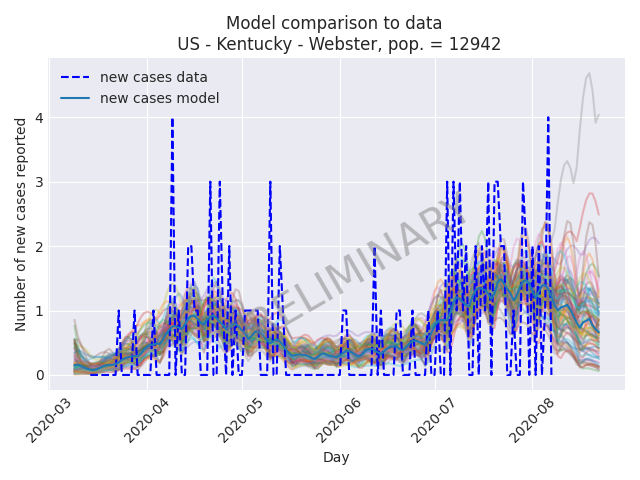 Model comparison to data
US - Kentucky - Webster, pop. = 12942
new cases data
new cases model
Number of new cases reported
4
3
2
1
0
PRELIMINARY
2020-03
2020-04
2020-05
2020-06
2020-07
2020-08
Day